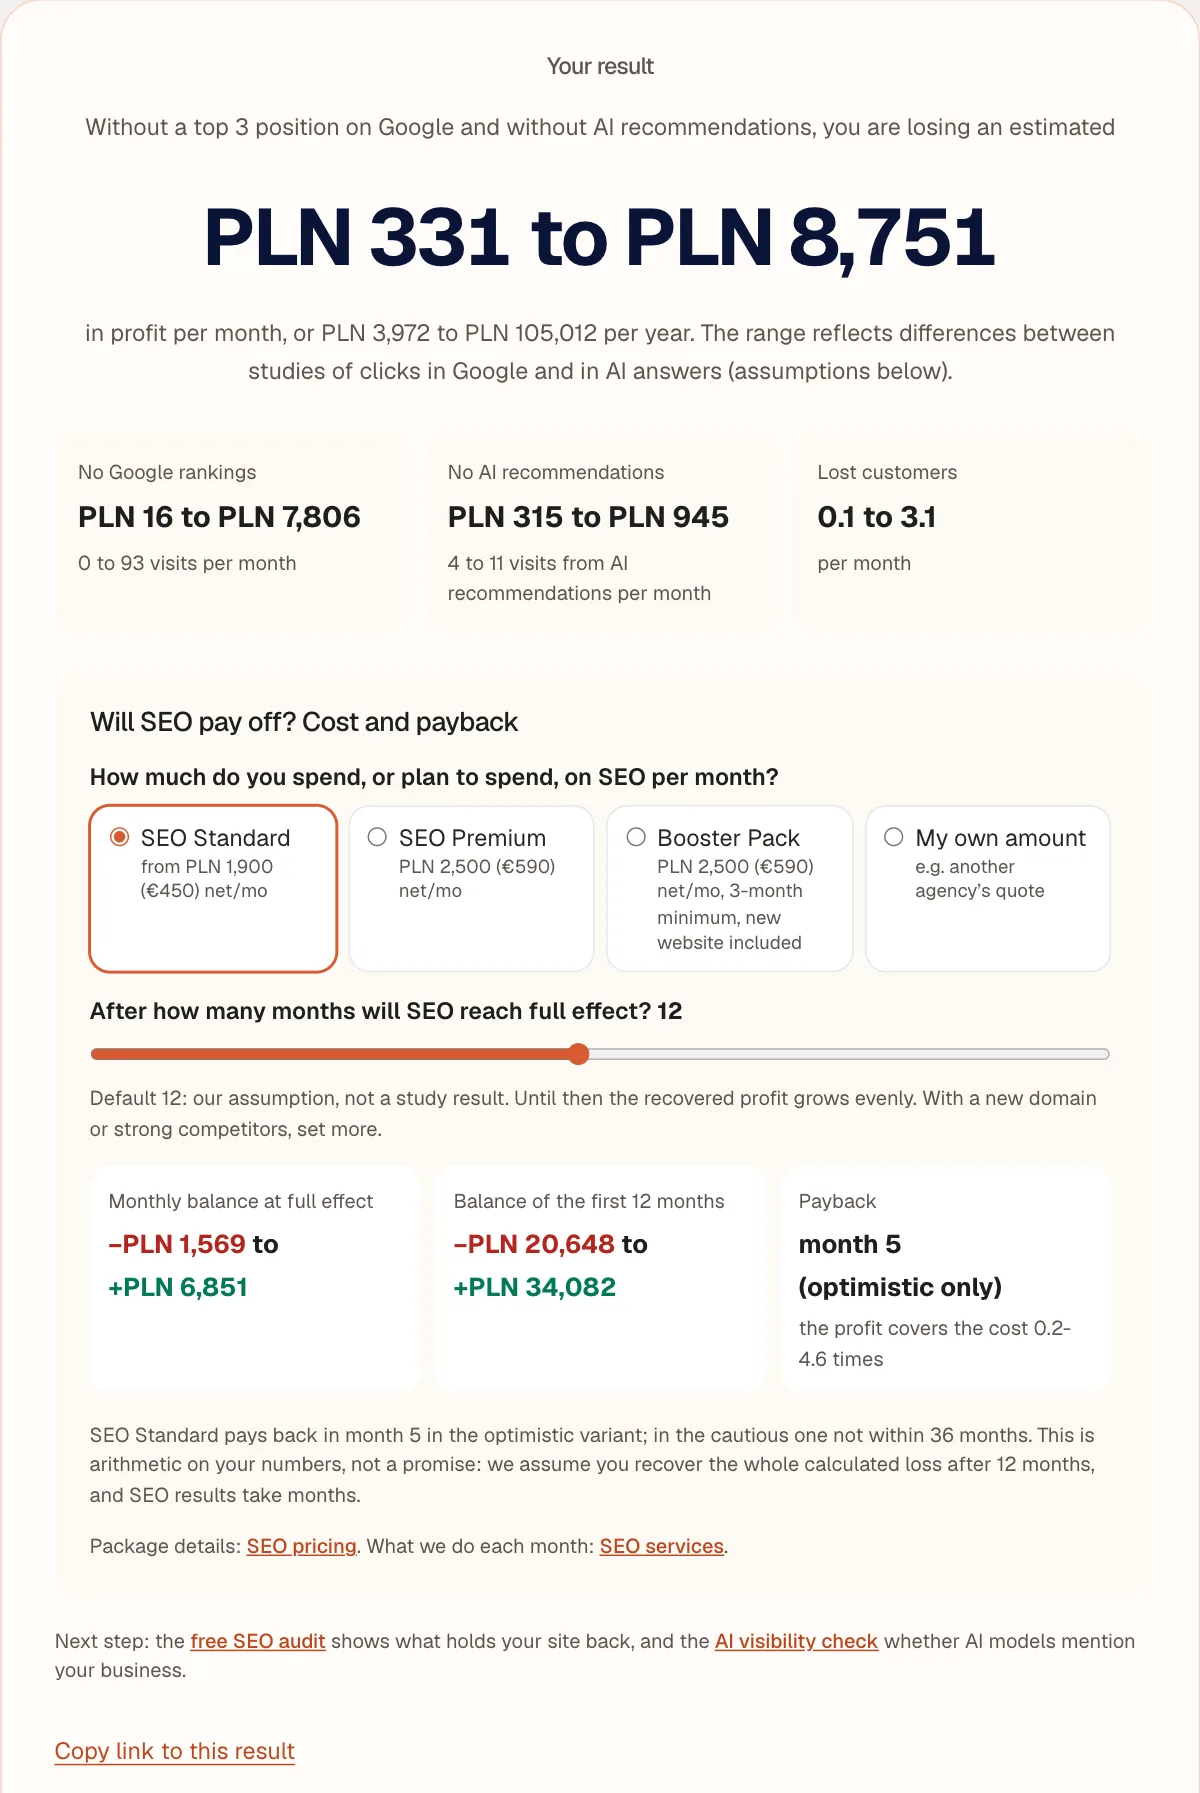 Your result
Without a top 3 position on Google and without AI recommendations, you are losing an estimated
PLN 331 to PLN 8,751
in profit per month, or PLN 3,972 to PLN 105,012 per year. The range reflects differences between
studies of clicks in Google and in AI answers (assumptions below).
No Google rankings
PLN 16 to PLN 7,806
0 to 93 visits per month
No AI recommendations
PLN 315 to PLN 945
4 to 11 visits from AI
recommendations per month
Lost customers
0.1 to 3.1
per month
Will SEO pay off? Cost and payback
How much do you spend, or plan to spend, on SEO per month?
SEO Standard
from PLN 1,900
(€450) net/mo
SEO Premium
PLN 2,500 (€590)
net/mo
Booster Pack
PLN 2,500 (€590)
net/mo, 3-month
minimum, new
website included
My own amount
e.g. another
agency’s quote
After how many months will SEO reach full effect? 12
Default 12: our assumption, not a study result. Until then the recovered profit grows evenly. With a new domain
or strong competitors, set more.
Monthly balance at full effect
−PLN 1,569 to
+PLN 6,851
Balance of the first 12 months
−PLN 20,648 to
+PLN 34,082
Payback
month 5
(optimistic only)
the profit covers the cost 0.2–
4.6 times
SEO Standard pays back in month 5 in the optimistic variant; in the cautious one not within 36 months. This is
arithmetic on your numbers, not a promise: we assume you recover the whole calculated loss after 12 months,
and SEO results take months.
Package details: SEO pricing. What we do each month: SEO services.
Next step: the free SEO audit shows what holds your site back, and the AI visibility check whether AI models mention
your business.
Copy link to this result